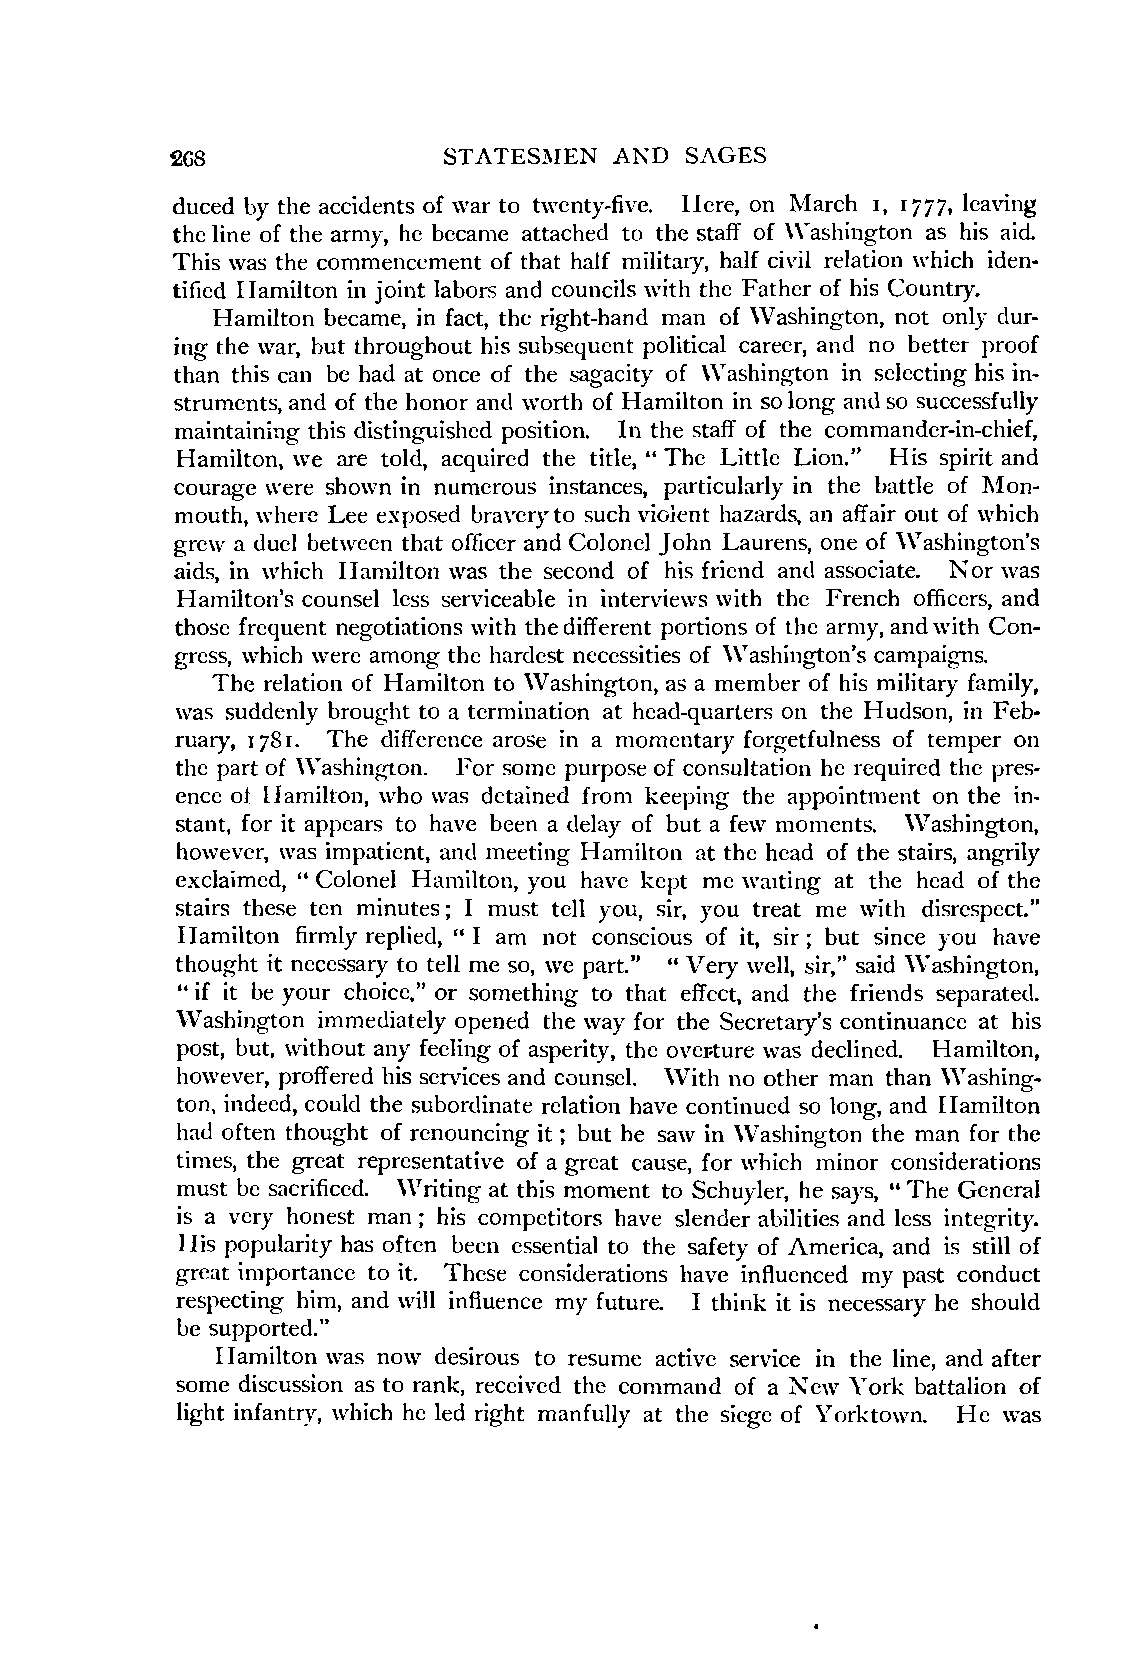 268 STATESMEN AND SAGES
duced by the accidents of war to twenty-five. Here, on March 1, 1777, leaving
the line of the army, he became attached to the staff of Washington as his aid.
This was the commencement of that half military, half civil relation which iden-
tified Hamilton in joint labors and councils with the Father of his Country.
Hamilton became, in fact, the right-hand man of Washington, not only dur-
ing the war, but throughout his subsequent political career, and no better proof
than this can be had at once of the sagacity of Washington in selecting his in-
struments, and of the honor and worth of Hamilton in so long and so successfully
maintaining this distinguished position. In the staff of the commander-in-chief,
Hamilton, we are told, acquired the title, " The Little Lion." His spirit and
courage were shown in numerous instances, particularly in the battle of Mon-
mouth, where Lee exposed bravery to such violent hazards, an affair out of which
grew a duel between that officer and Colonel John Laurens, one of Washington's
aids, in which Hamilton was the second of his friend and associate. Nor was
Hamilton's counsel less serviceable in interviews with the French officers, and
those frequent negotiations with the different portions of the army, and with Con-
gress, which were among the hardest necessities of Washington's campaigns.
The relation of Hamilton to Washington, as a member of his military family,
was suddenly brought to a termination at head-quarters on the Hudson, in Feb-
ruary, 1781. The difference arose in a momentary forgetfulness of temper on
the part of Washington. For some purpose of consultation he required the pres-
ence of Hamilton, who was detained from keeping the appointment on the in-
stant, for it appears to have been a delay of but a few moments. Washington,
however, was impatient, and meeting Hamilton at the head of the stairs, angrily
exclaimed, " Colonel Hamilton, you have kept me waiting at the head of the
stairs these ten minutes ; I must tell you, sir, you treat me with disrespect."
Hamilton firmly replied, " I am not conscious of it, sir ; but since you have
thought it necessary to tell me so, we part." " Very well, sir," said Washington,
" if it be your choice," or something to that effect, and the friends separated.
Washington immediately opened the way for the Secretary's continuance at his
post, but, without any feeling of asperity, the overture was declined. Hamilton,
however, proffered his services and counsel. With no other man than Washing-
ton, indeed, could the subordinate relation have continued so long, and Hamilton
had often thought of renouncing it ; but he saw in Washington the man for the
times, the great representative of a great cause, for which minor considerations
must be sacrificed. Writing at this moment to Schuyler, he says, " The General
is a very honest man ; his competitors have slender abilities and less integrity.
His popularity has often been essential to the safety of America, and is still of
great importance to it. These considerations have influenced my past conduct
respecting him, and will influence my future. I think it is necessary he should
be supported."
Hamilton was now desirous to resume active service in the line, and after
some discussion as to rank, received the command of a New York battalion of
light infantry, which he led right manfully at the siege of Yorktown. He was